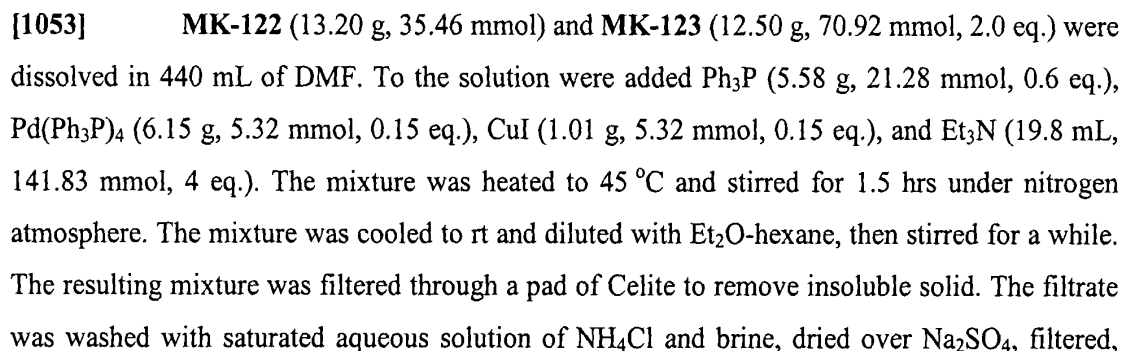 [1053] MK-122 (13.20 g, 35.46 mmol) and MK-123 (12.50 g, 70.92 mmol, 2.0 eq.) were
dissolved in 440 mL of DMF. To the solution were added Ph₃P (5.58 g, 21.28 mmol, 0.6 eq.),
Pd(Ph₃P)₄ (6.15 g, 5.32 mmol, 0.15 eq.), CuI (1.01 g, 5.32 mmol, 0.15 eq.), and Et₃N (19.8 mL,
141.83 mmol, 4 eq.). The mixture was heated to 45 °C and stirred for 1.5 hrs under nitrogen
atmosphere. The mixture was cooled to rt and diluted with Et₂O-hexane, then stirred for a while.
The resulting mixture was filtered through a pad of Celite to remove insoluble solid. The filtrate
was washed with saturated aqueous solution of NH₄Cl and brine, dried over Na₂SO₄, filtered,